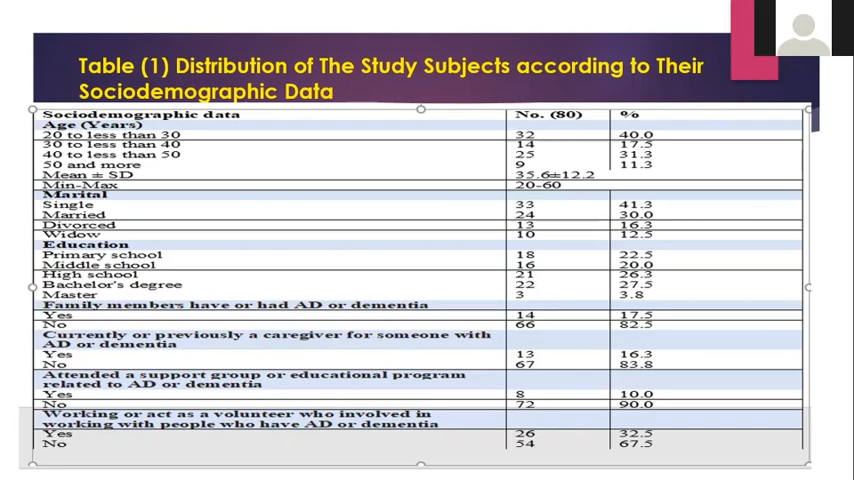 Table (1) Distribution of The Study Subjects according to Their
Sociodemographic Data
Sociodemographic data No. (80) %
Age (Years)
20 to less than 30 32 40.0
30 to less than 40 14 17.5
40 to less than 50 25 31.3
50 and more 9 11.3
Mean ± SD 35.6±12.2
Min-Max 20-60
Marital
Single 33 41.3
Married 24 30.0
Divorced 13 16.3
Widow 10 12.5
Education
Primary school 18 22.5
Middle school 16 20.0
High school 21 26.3
Bachelor's degree 22 27.5
Master 3 3.8
Family members have or had AD or dementia
Yes 14 17.5
No 66 82.5
Currently or previously a caregiver for someone with
AD or dementia
Yes 13 16.3
No 67 83.8
Attended a support group or educational program
related to AD or dementia
Yes 8 10.0
No 72 90.0
Working or act as a volunteer who involved in
working with people who have AD or dementia
Yes 26 32.5
No 54 67.5